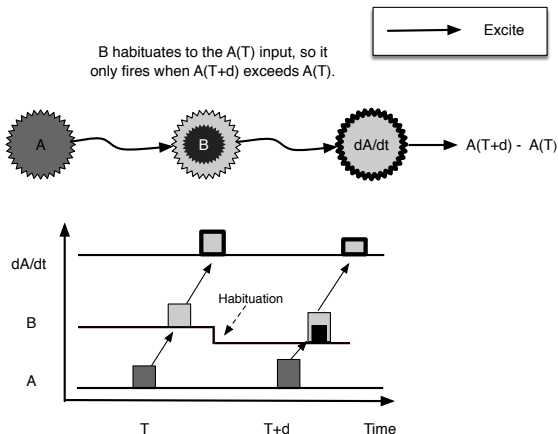 Excite
B habituates to the A(T) input, so it
only fires when A(T+d) exceeds A(T).
A
B
dA/dt
A(T+d) - A(T)
dA/dt
Habituation
B
A
T
T+d
Time